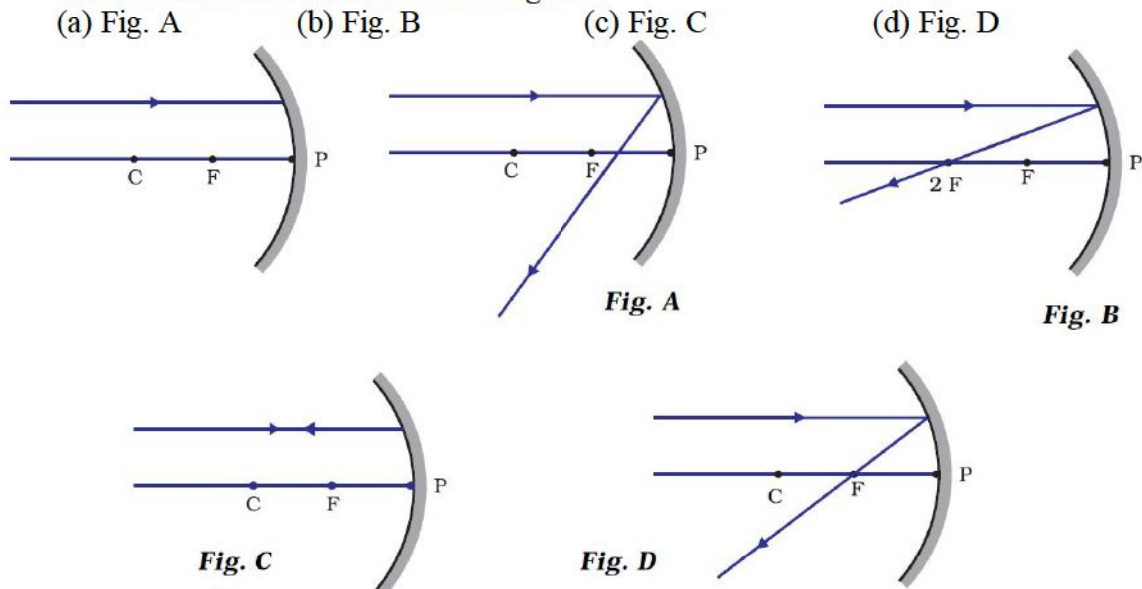 (a) Fig. A (b) Fig. B (c) Fig. C (d) Fig. D
C F P
C F P
2 F F P
Fig. A
Fig. B
C F P
C F P
Fig. C
Fig. D